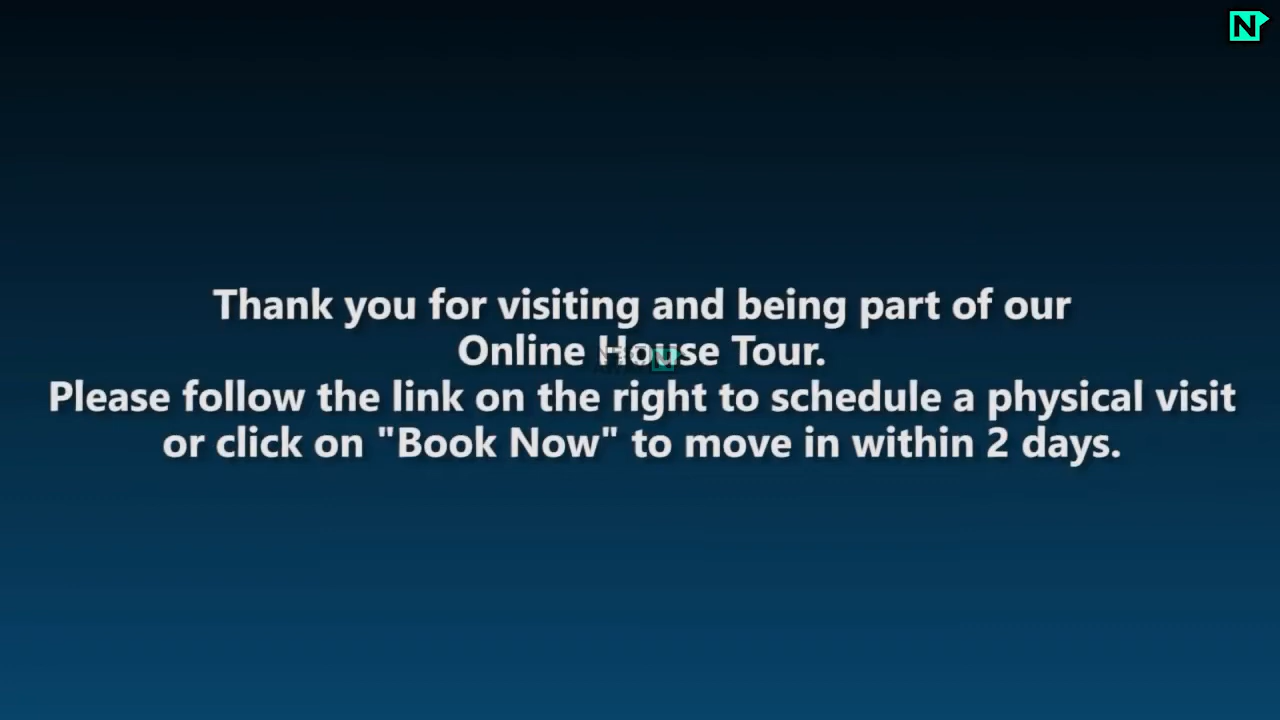 N
Thank you for visiting and being part of our
Online House Tour.
Please follow the link on the right to schedule a physical visit
or click on "Book Now" to move in within 2 days.